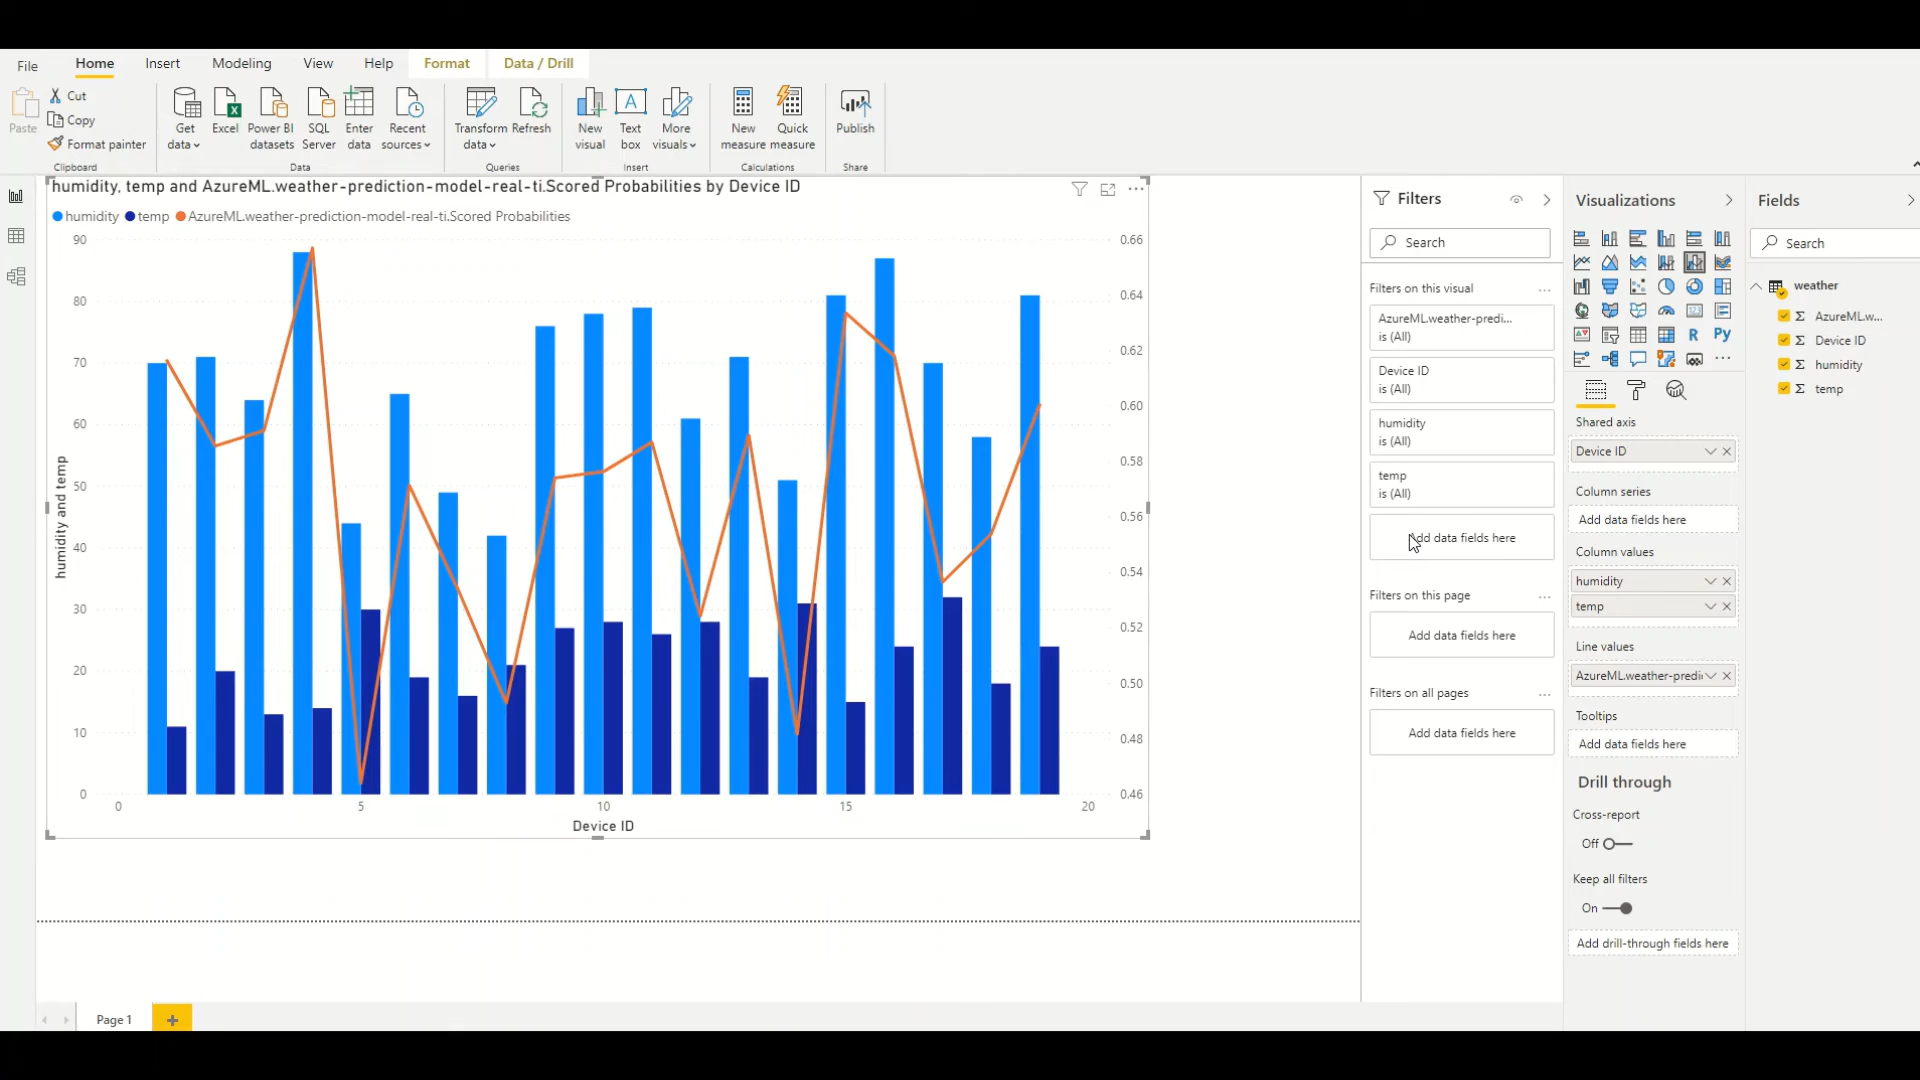 File Home Insert Modeling View Help Format Data / Drill
Paste
Cut
Copy
Format painter
Clipboard
Get data
Excel
Power BI datasets
SQL Server
Enter data
Recent sources
Data
Transform data
Refresh
Queries
New visual
Text box
More visuals
Insert
New measure
Quick measure
Calculations
Publish
Share
humidity, temp and AzureML.weather-prediction-model-real-ti.Scored Probabilities by Device ID
humidity temp AzureML.weather-prediction-model-real-ti.Scored Probabilities
humidity and temp
90
80
70
60
50
40
30
20
10
0
0.66
0.64
0.62
0.60
0.58
0.56
0.54
0.52
0.50
0.48
0.46
0 5 10 15 20
Device ID
Page 1
Filters
Search
Filters on this visual
AzureML.weather-predi...
is (All)
Device ID
is (All)
humidity
is (All)
temp
is (All)
Add data fields here
Filters on this page
Add data fields here
Filters on all pages
Add data fields here
Visualizations
R Py
Shared axis
Device ID
Column series
Add data fields here
Column values
humidity
temp
Line values
AzureML.weather-predi
Tooltips
Add data fields here
Drill through
Cross-report
Off
Keep all filters
On
Add drill-through fields here
Fields
Search
weather
AzureML.w...
Device ID
humidity
temp